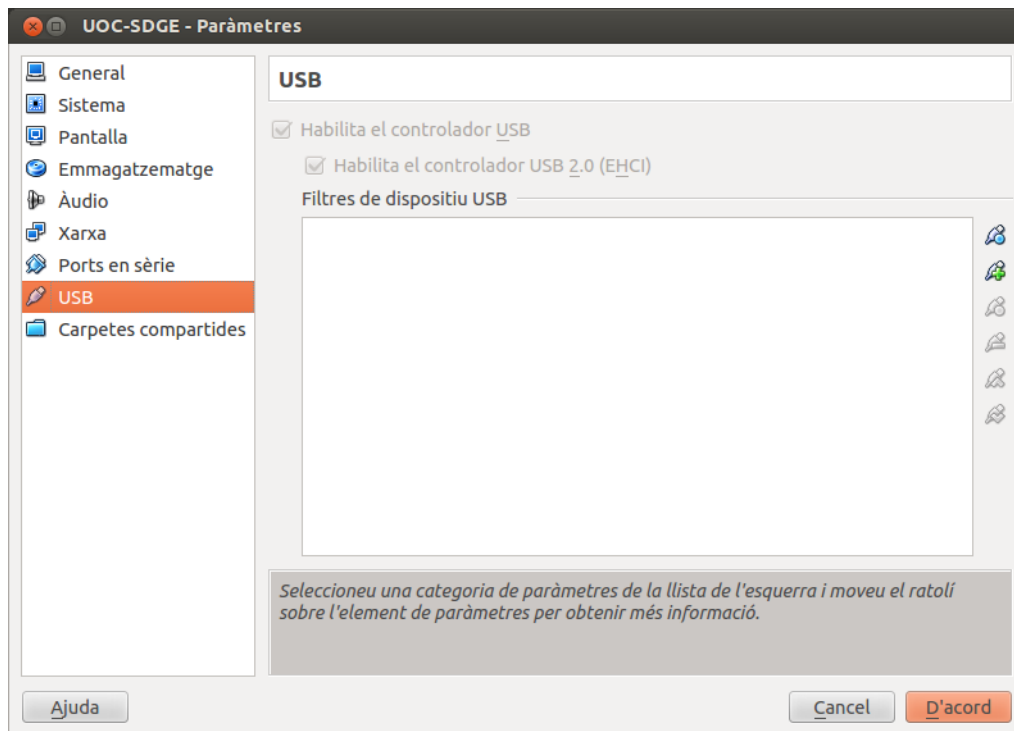 UOC-SDGE - Paràmetres
General
Sistema
Pantalla
Emmagatzematge
Àudio
Xarxa
Ports en sèrie
USB
Carpetes compartides
USB
Habilita el controlador USB
Habilita el controlador USB 2.0 (EHCI)
Filtres de dispositiu USB
Seleccioneu una categoria de paràmetres de la llista de l'esquerra i moveu el ratolí
sobre l'element de paràmetres per obtenir més informació.
Ajuda
Cancel
D'acord